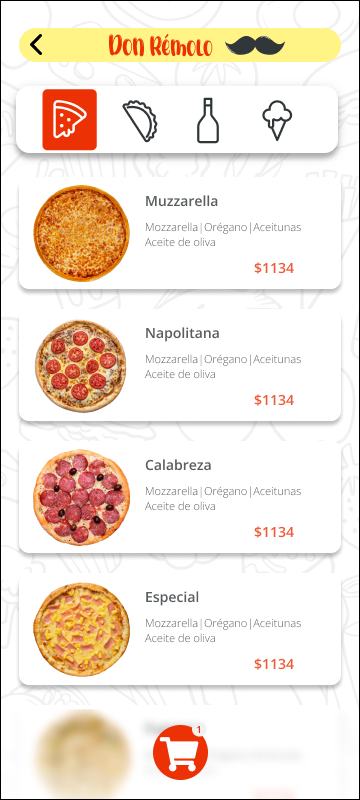 Don Rémolo
Muzzarella
Mozzarella|Orégano|Aceitunas
Aceite de oliva
$1134
Napolitana
Mozzarella|Orégano|Aceitunas
Aceite de oliva
$1134
Calabreza
Mozzarella|Orégano|Aceitunas
Aceite de oliva
$1134
Especial
Mozzarella|Orégano|Aceitunas
Aceite de oliva
$1134
1